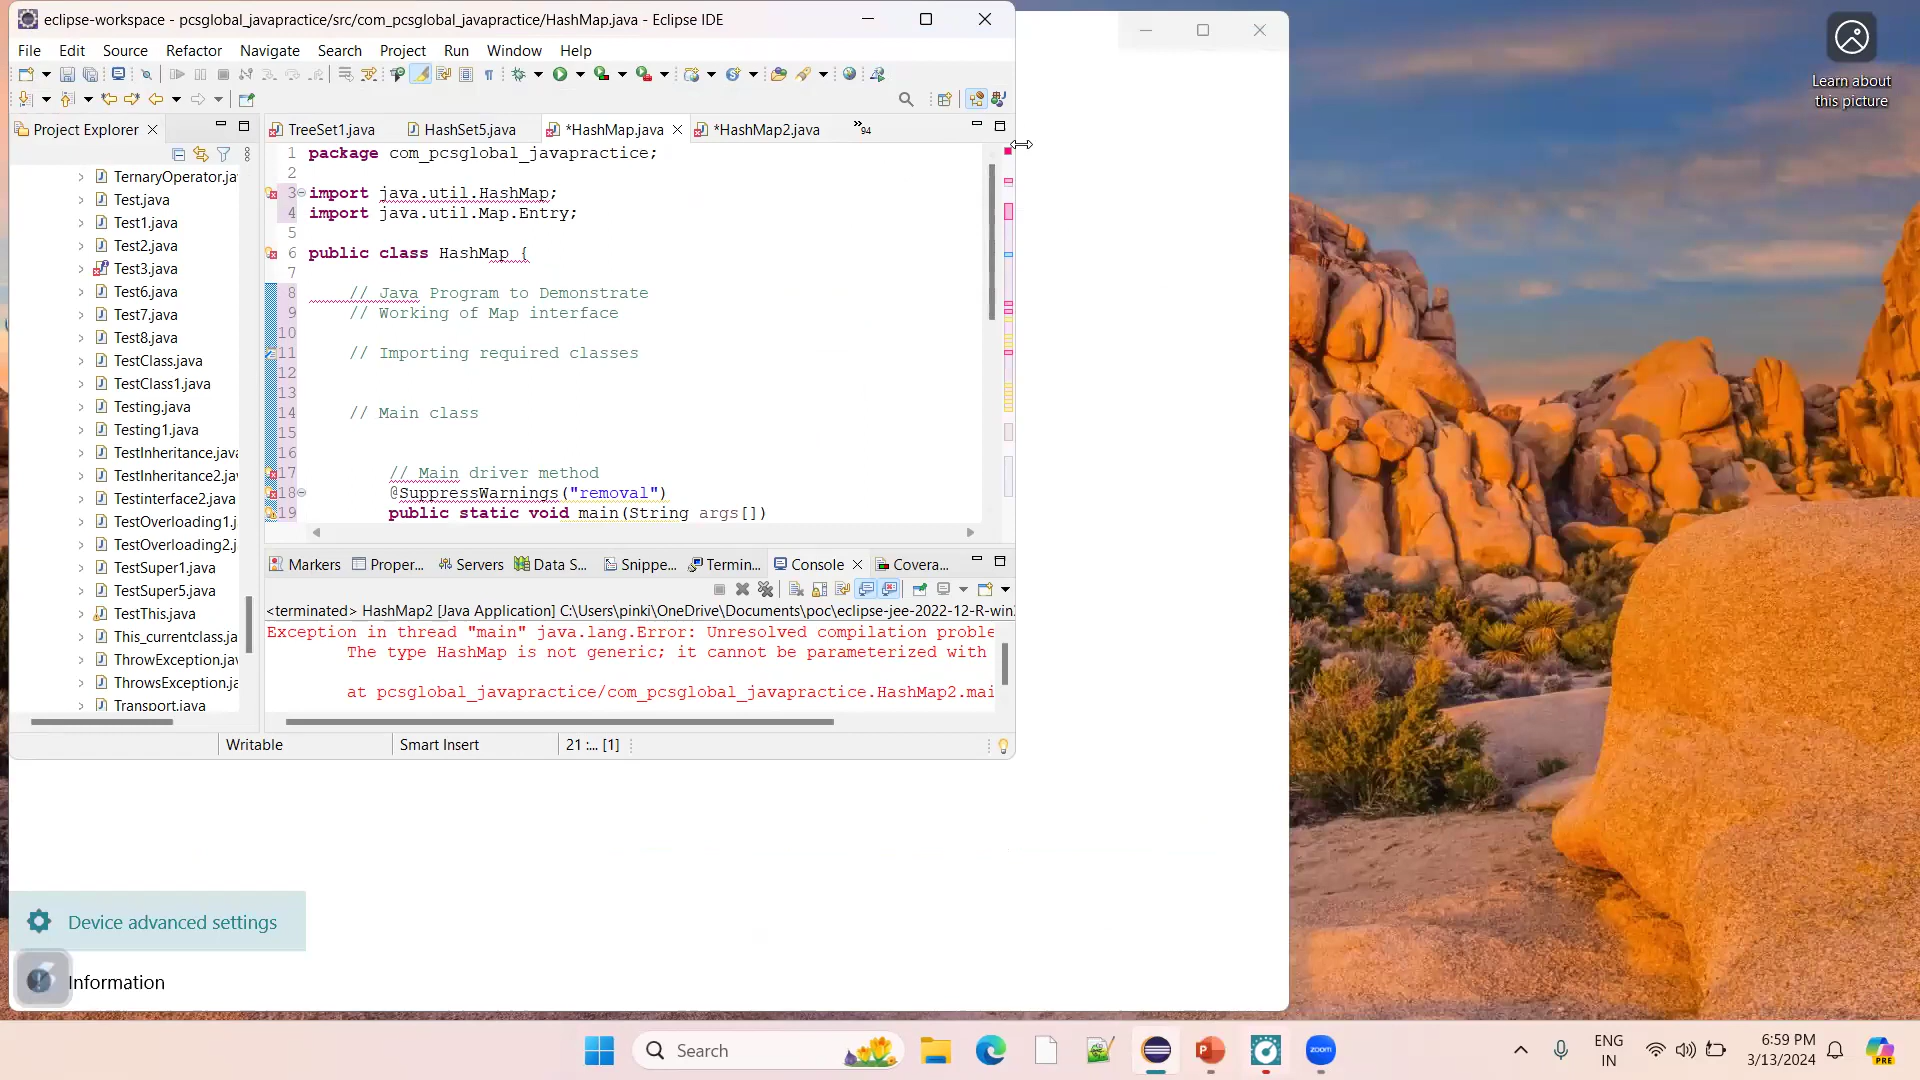 eclipse-workspace - pcsglobal_javapractice/src/com_pcsglobal_javapractice/HashMap.java - Eclipse IDE
File Edit Source Refactor Navigate Search Project Run Window Help
Project Explorer
TreeSet1.java HashSet5.java *HashMap.java *HashMap2.java »94
TernaryOperator.ja
Test.java
Test1.java
Test2.java
Test3.java
Test6.java
Test7.java
Test8.java
TestClass.java
TestClass1.java
Testing.java
Testing1.java
TestInheritance.java
TestInheritance2.jav
Testinterface2.java
TestOverloading1.j
TestOverloading2.j
TestSuper1.java
TestSuper5.java
TestThis.java
This_currentclass.ja
ThrowException.jav
ThrowsException.ja
Transport.java
1 package com_pcsglobal_javapractice;
2
3 import java.util.HashMap;
4 import java.util.Map.Entry;
5
6 public class HashMap {
7
8 // Java Program to Demonstrate
9 // Working of Map interface
10
11 // Importing required classes
12
13
14 // Main class
15
16
17 // Main driver method
18 @SuppressWarnings("removal")
19 public static void main(String args[])
Markers Proper... Servers Data S... Snippe... Termin... Console Covera...
<terminated> HashMap2 [Java Application] C:\Users\pinki\OneDrive\Documents\poc\eclipse-jee-2022-12-R-win
Exception in thread "main" java.lang.Error: Unresolved compilation proble
The type HashMap is not generic; it cannot be parameterized with
at pcsglobal_javapractice/com_pcsglobal_javapractice.HashMap2.mai
Writable Smart Insert 21 :... [1]
Device advanced settings
Information
Learn about
this picture
Search
zoom
PRE
ENG
IN
6:59 PM
3/13/2024